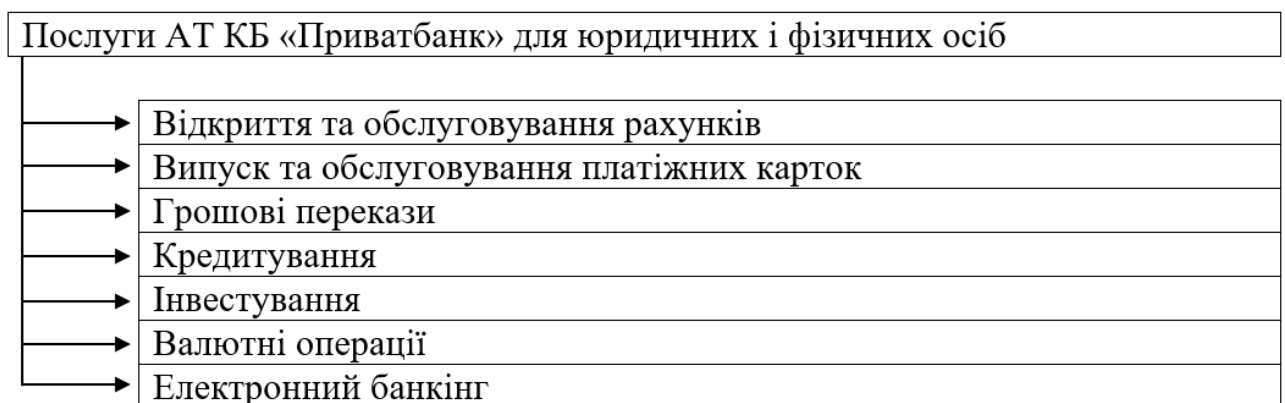 Послуги АТ КБ «Приватбанк» для юридичних і фізичних осіб
Відкриття та обслуговування рахунків
Випуск та обслуговування платіжних карток
Грошові перекази
Кредитування
Інвестування
Валютні операції
Електронний банкінг